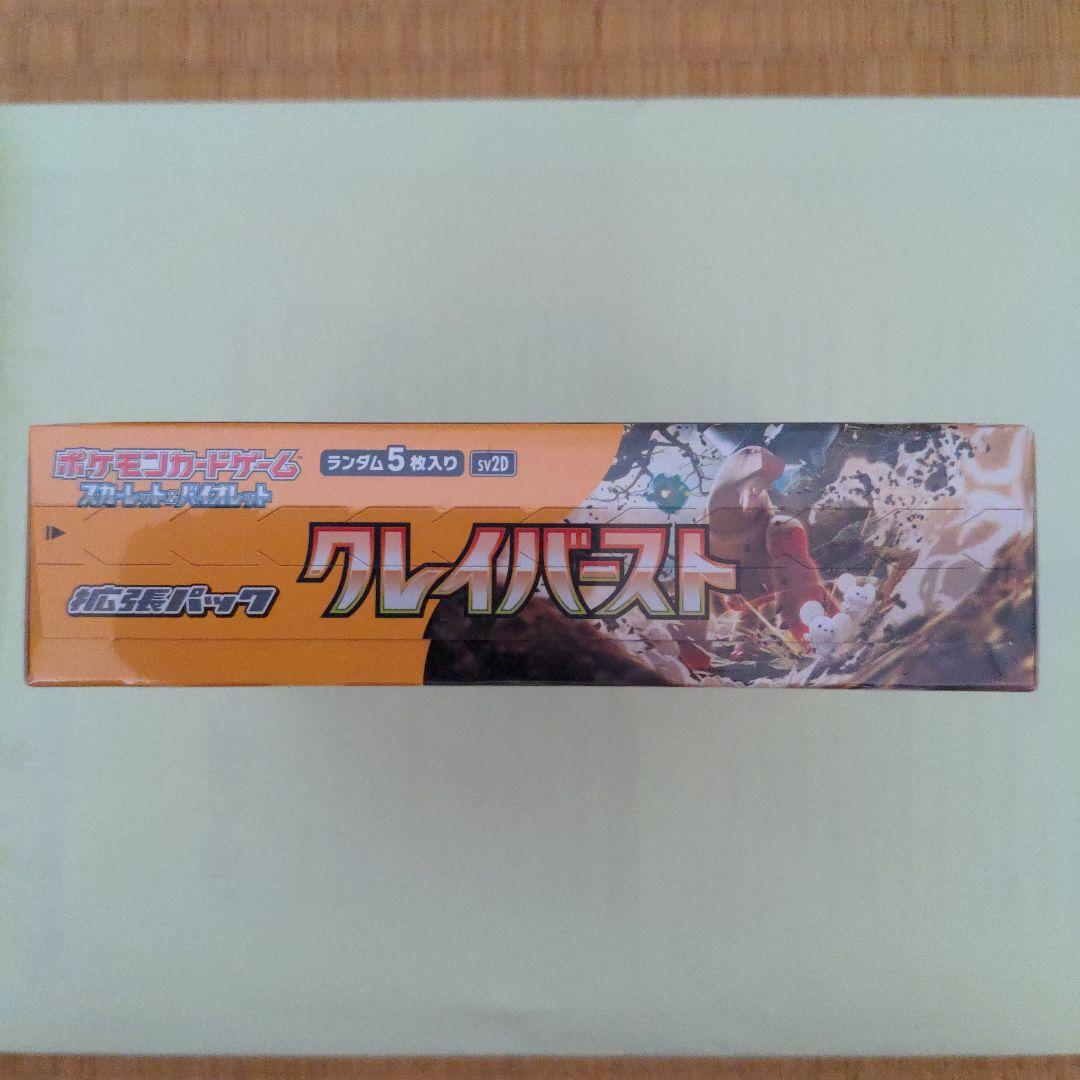 ポケモンカードゲーム
スカーレット&バイオレット
ランダム5枚入り
SV2D
クレイバースト
拡張パック